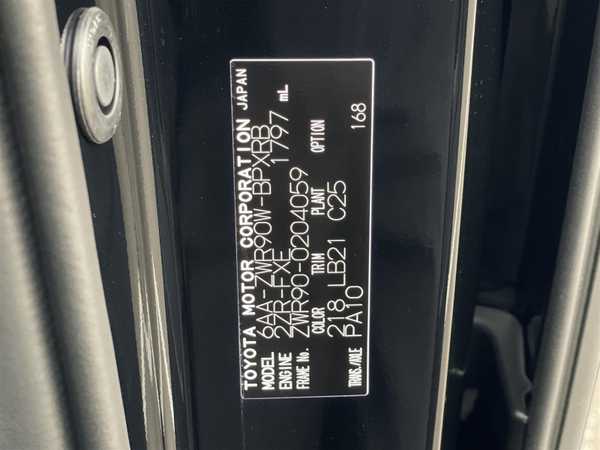 TOYOTA MOTOR CORPORATION JAPAN
MODEL 6AA-ZWR90W-BPXRB
ENGINE 2ZR-FXE 1797 mL
FRAME No. ZWR90-0204059
COLOR TRIM PLANT OPTION
218 LB21 C25 168
TRANS./AXLE PA10